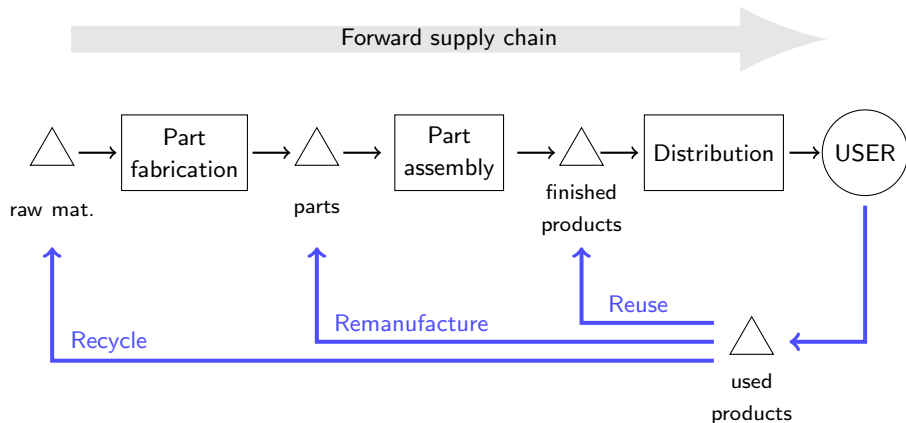 Forward supply chain
Part
fabrication
Part
assembly
Distribution
USER
raw mat.
parts
finished
products
Reuse
Remanufacture
Recycle
used
products